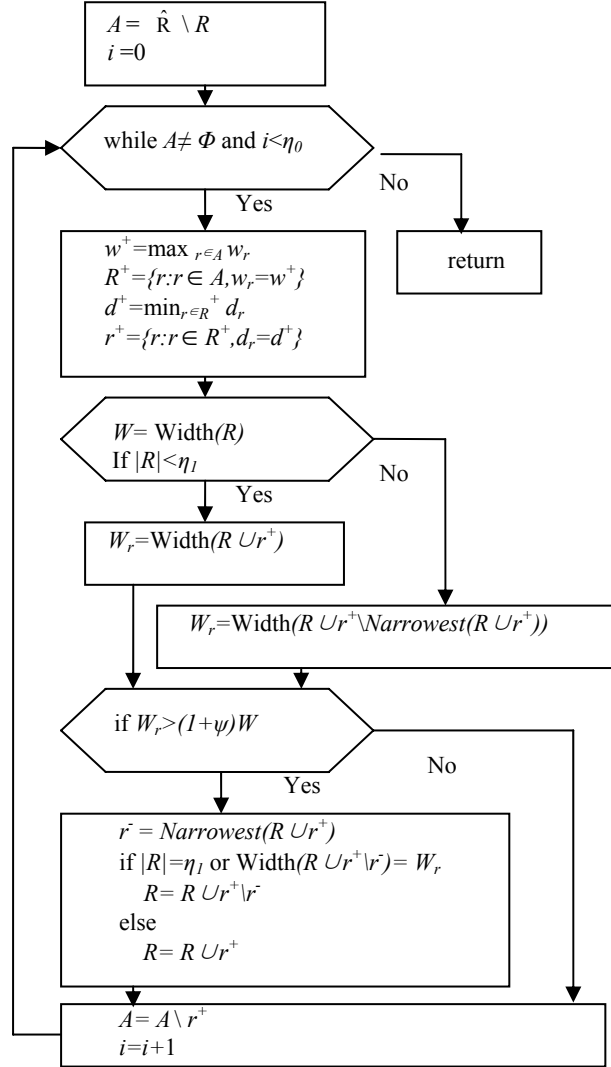 A = R̂ \ R
i =0
while A≠ Φ and i<η₀
No
Yes
w⁺=max r∈A wᵣ
R⁺={r:r ∈ A,wᵣ=w⁺}
d⁺=minr∈R⁺ dᵣ
r⁺={r:r ∈ R⁺,dᵣ=d⁺}
return
W= Width(R)
If |R|<η₁
No
Yes
Wᵣ=Width(R ∪r⁺)
Wᵣ=Width(R ∪r⁺\Narrowest(R ∪r⁺))
if Wᵣ>(1+ψ)W
No
Yes
r⁻ = Narrowest(R ∪r⁺)
if |R|=η₁ or Width(R ∪r⁺\r⁻)= Wᵣ
R= R ∪r⁺\r⁻
else
R= R ∪r⁺
A= A \ r⁺
i=i+1